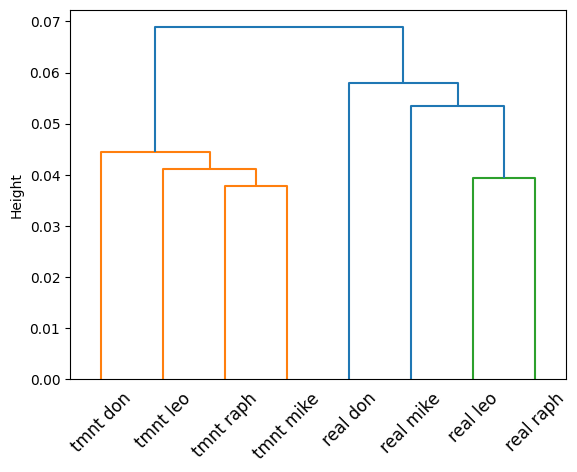 0.07
0.06
0.05
0.04
0.03
0.02
0.01
0.00
Height
tmnt don
tmnt leo
tmnt raph
tmnt mike
real don
real mike
real leo
real raph